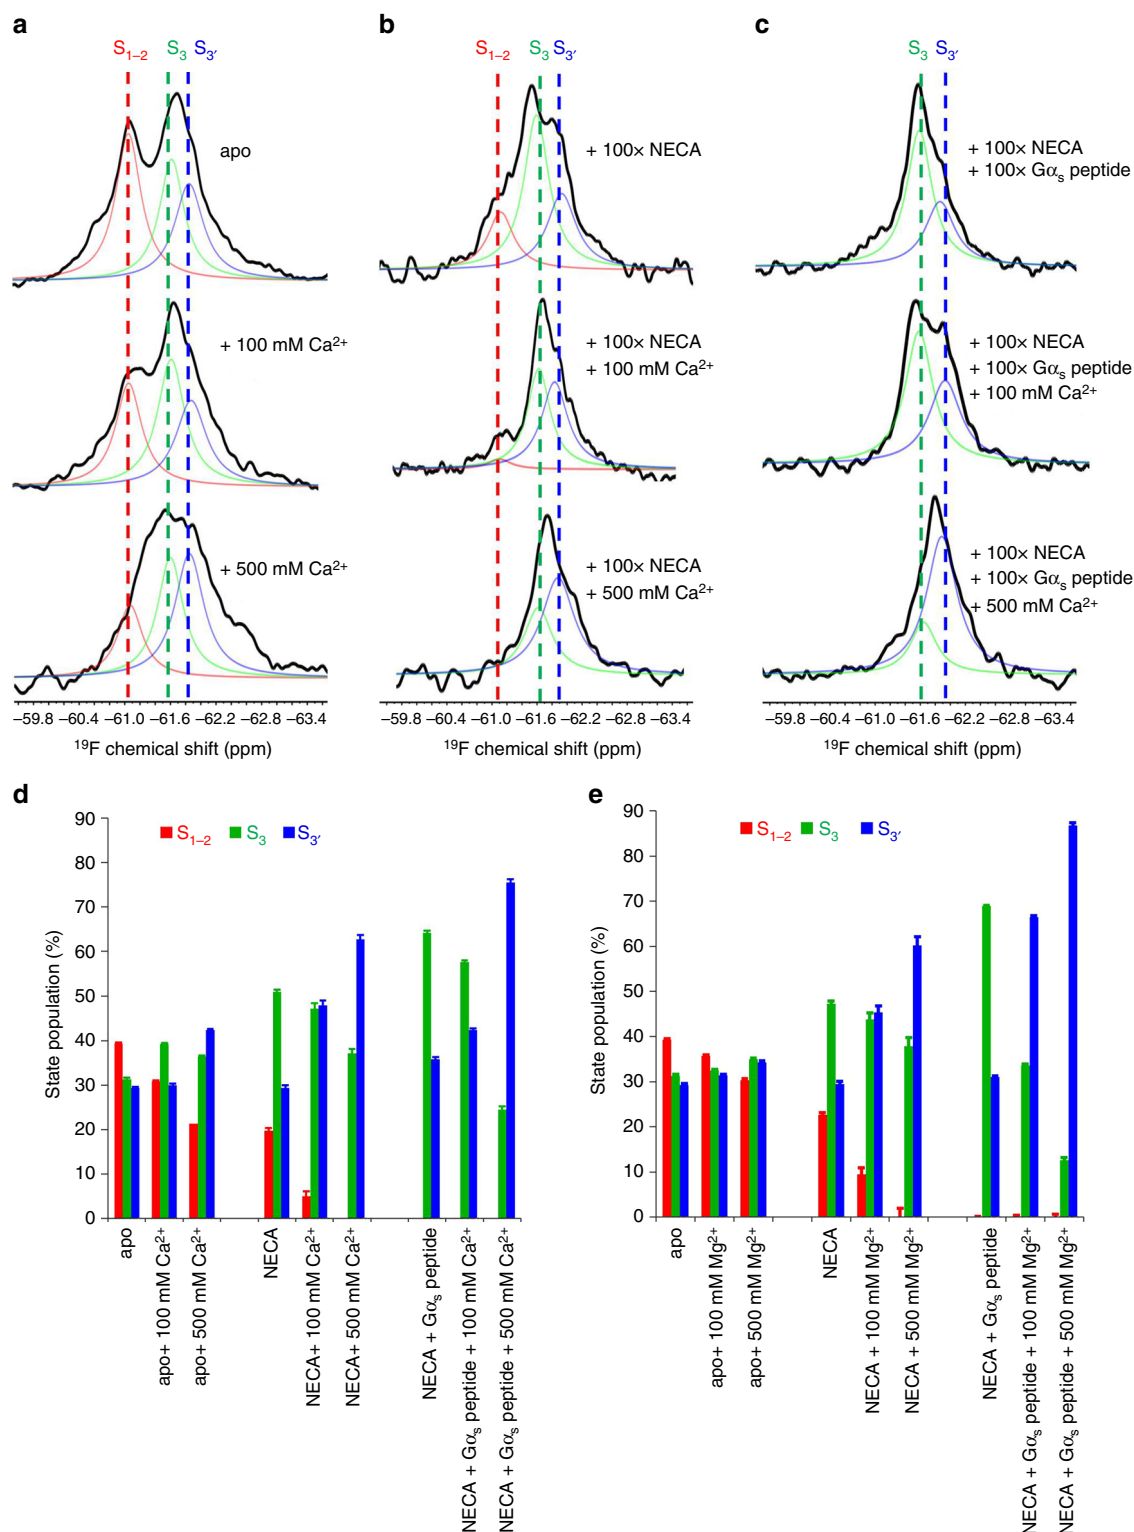 a
S1–2 S3 S3′
apo
+ 100 mM Ca2+
+ 500 mM Ca2+
–59.8 –60.4 –61.0 –61.6 –62.2 –62.8 –63.4
19F chemical shift (ppm)
b
S1–2 S3 S3′
+ 100× NECA
+ 100× NECA
+ 100 mM Ca2+
+ 100× NECA
+ 500 mM Ca2+
–59.8 –60.4 –61.0 –61.6 –62.2 –62.8 –63.4
19F chemical shift (ppm)
c
S3 S3′
+ 100× NECA
+ 100× Gαs peptide
+ 100× NECA
+ 100× Gαs peptide
+ 100 mM Ca2+
+ 100× NECA
+ 100× Gαs peptide
+ 500 mM Ca2+
–59.8 –60.4 –61.0 –61.6 –62.2 –62.8 –63.4
19F chemical shift (ppm)
d
S1–2 S3 S3′
State population (%)
90
80
70
60
50
40
30
20
10
0
apo
apo+ 100 mM Ca2+
apo+ 500 mM Ca2+
NECA
NECA+ 100 mM Ca2+
NECA+ 500 mM Ca2+
NECA + Gαs peptide
NECA + Gαs peptide + 100 mM Ca2+
NECA + Gαs peptide + 500 mM Ca2+
e
S1–2 S3 S3′
State population (%)
90
80
70
60
50
40
30
20
10
0
apo
apo+ 100 mM Mg2+
apo+ 500 mM Mg2+
NECA
NECA + 100 mM Mg2+
NECA + 500 mM Mg2+
NECA + Gαs peptide
NECA + Gαs peptide + 100 mM Mg2+
NECA + Gαs peptide + 500 mM Mg2+